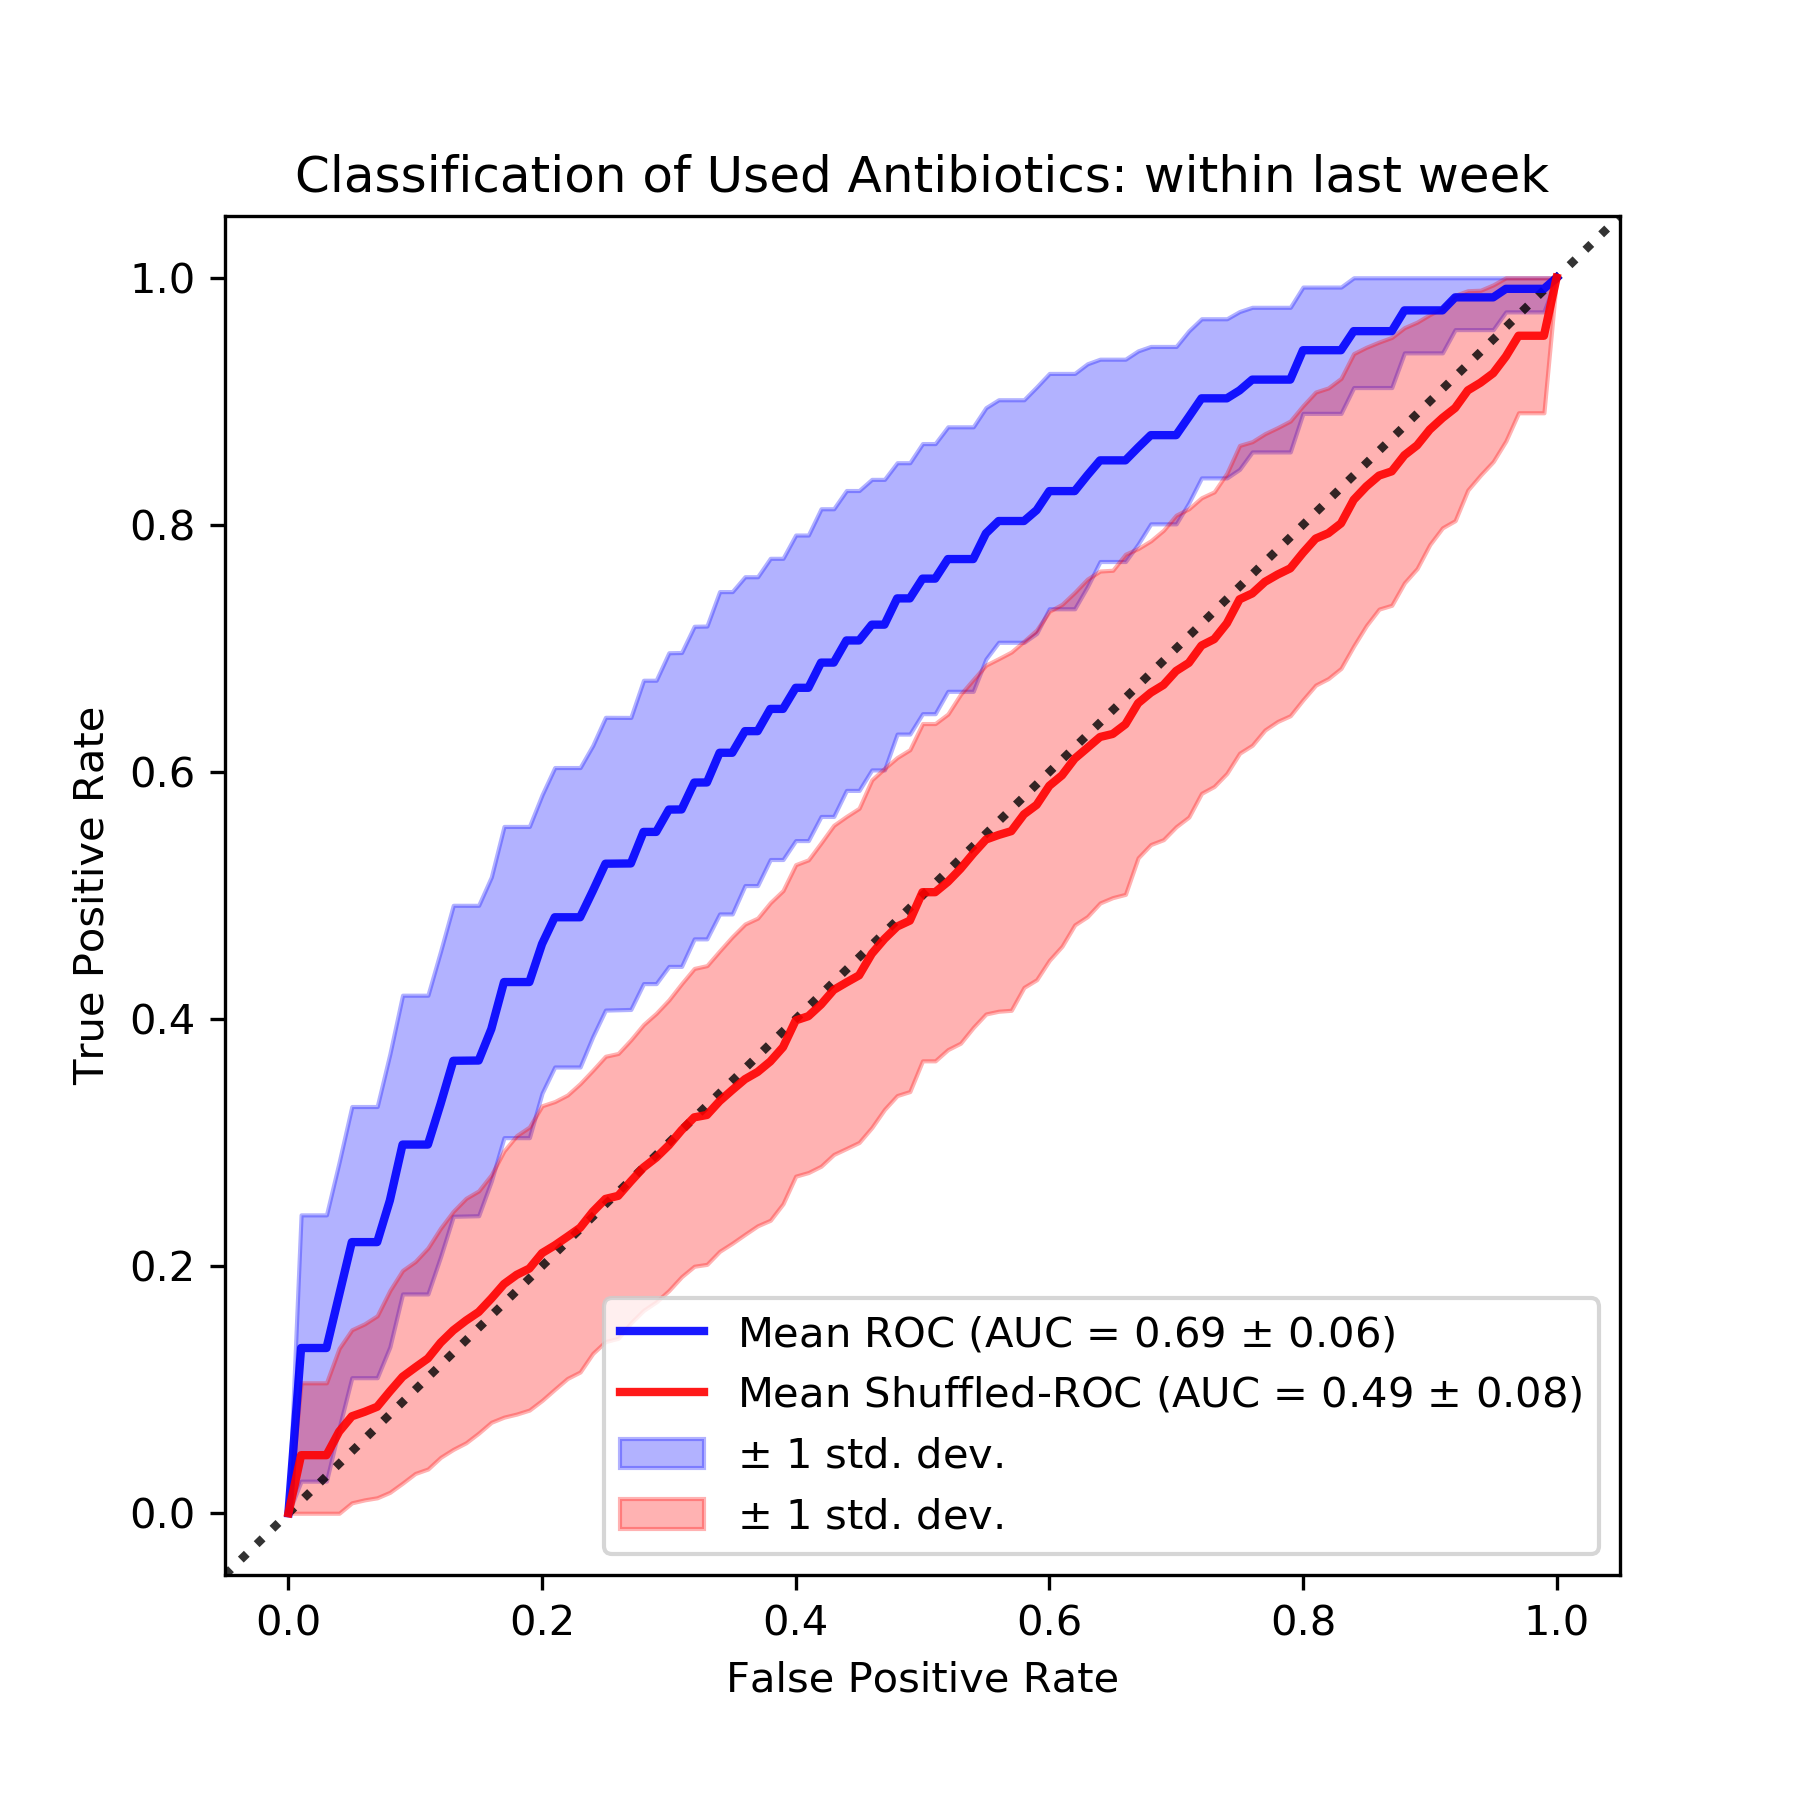 Classification of Used Antibiotics: within last week
True Positive Rate
1.0
0.8
0.6
0.4
0.2
0.0
Mean ROC (AUC = 0.69 ± 0.06)
Mean Shuffled-ROC (AUC = 0.49 ± 0.08)
± 1 std. dev.
± 1 std. dev.
0.0 0.2 0.4 0.6 0.8 1.0
False Positive Rate